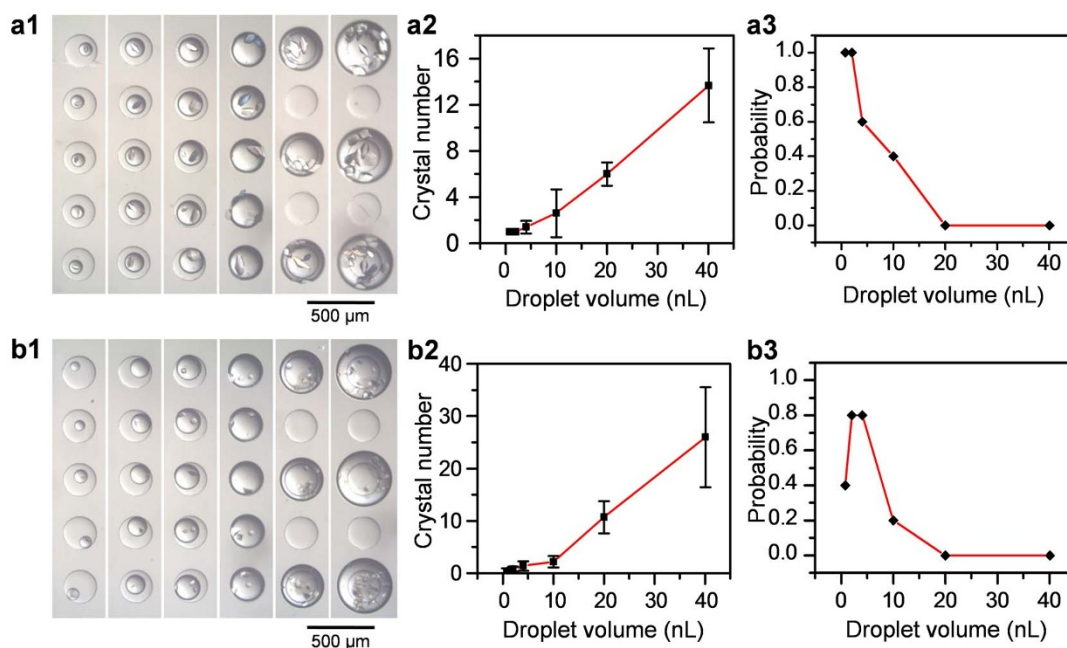 a1
500 µm
a2
Crystal number
16
12
8
4
0
0 10 20 30 40
Droplet volume (nL)
a3
Probability
1.0
0.8
0.6
0.4
0.2
0.0
0 10 20 30 40
Droplet volume (nL)
b1
500 µm
b2
Crystal number
40
30
20
10
0
0 10 20 30 40
Droplet volume (nL)
b3
Probability
1.0
0.8
0.6
0.4
0.2
0.0
0 10 20 30 40
Droplet volume (nL)